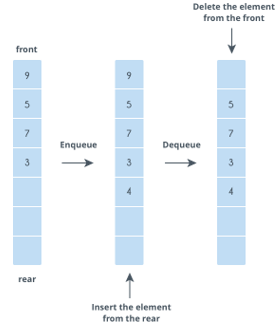 Delete the element
from the front
front
9
5
7
3
Enqueue
9
5
7
3
4
Dequeue
5
7
3
4
rear
Insert the element
from the rear